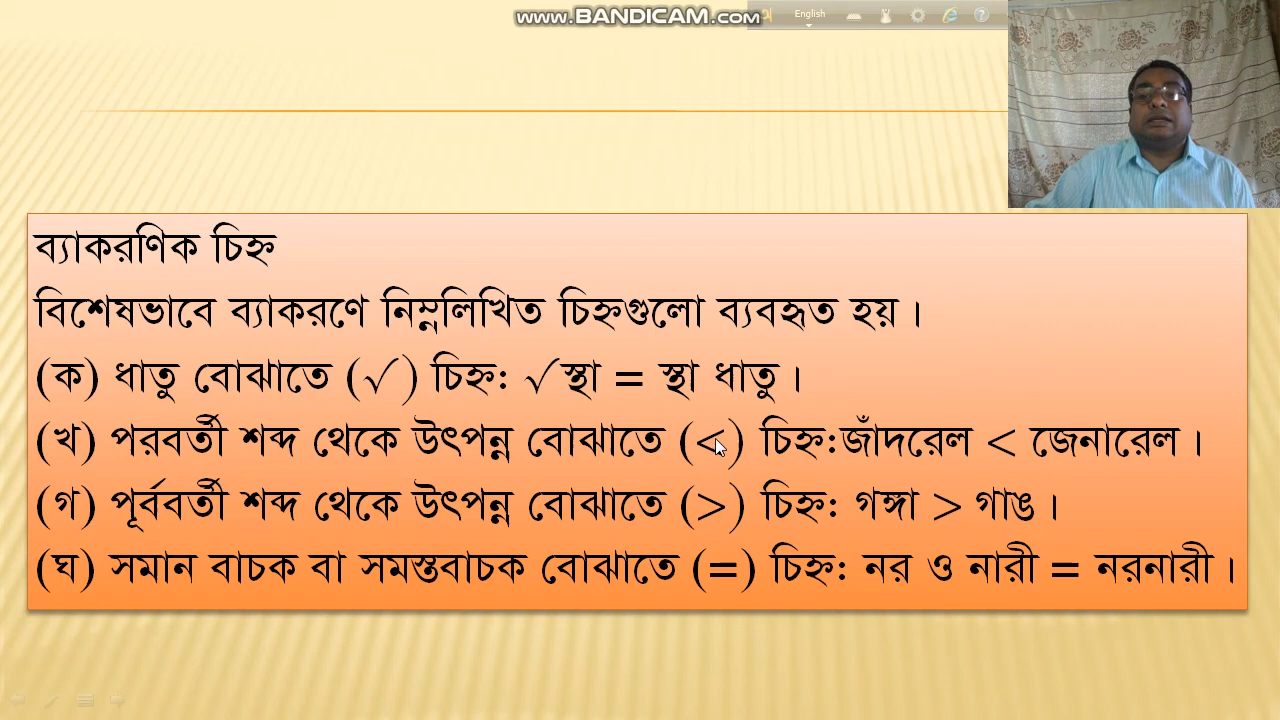 www.BANDICAM.com
English
ব্যাকরণিক চিহ্ন
বিশেষভাবে ব্যাকরণে নিম্নলিখিত চিহ্নগুলো ব্যবহৃত হয়।
(ক) ধাতু বোঝাতে (√) চিহ্ন: √স্থা = স্থা ধাতু।
(খ) পরবর্তী শব্দ থেকে উৎপন্ন বোঝাতে (<) চিহ্ন:জাঁদরেল < জেনারেল।
(গ) পূর্ববর্তী শব্দ থেকে উৎপন্ন বোঝাতে (>) চিহ্ন: গঙ্গা > গাঙ।
(ঘ) সমান বাচক বা সমস্তবাচক বোঝাতে (=) চিহ্ন: নর ও নারী = নরনারী।